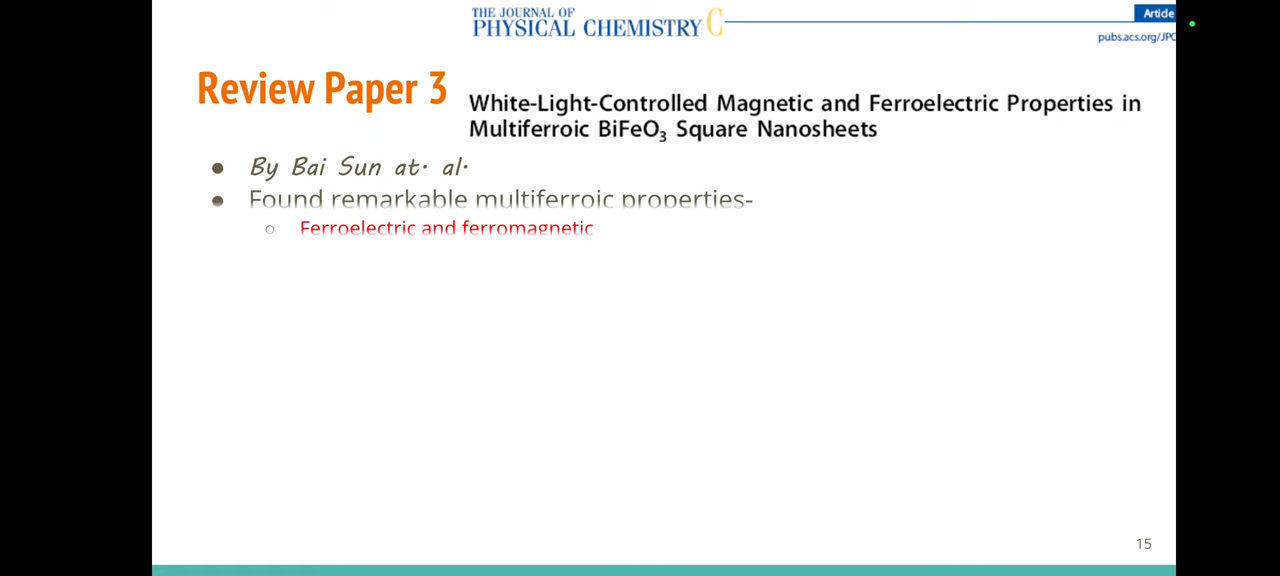 THE JOURNAL OF
PHYSICAL CHEMISTRY C
Article
pubs.acs.org/JPC
Review Paper 3
White-Light-Controlled Magnetic and Ferroelectric Properties in
Multiferroic BiFeO₃ Square Nanosheets
By Bai Sun at. al.
Found remarkable multiferroic properties-
Ferroelectric and ferromagnetic
15